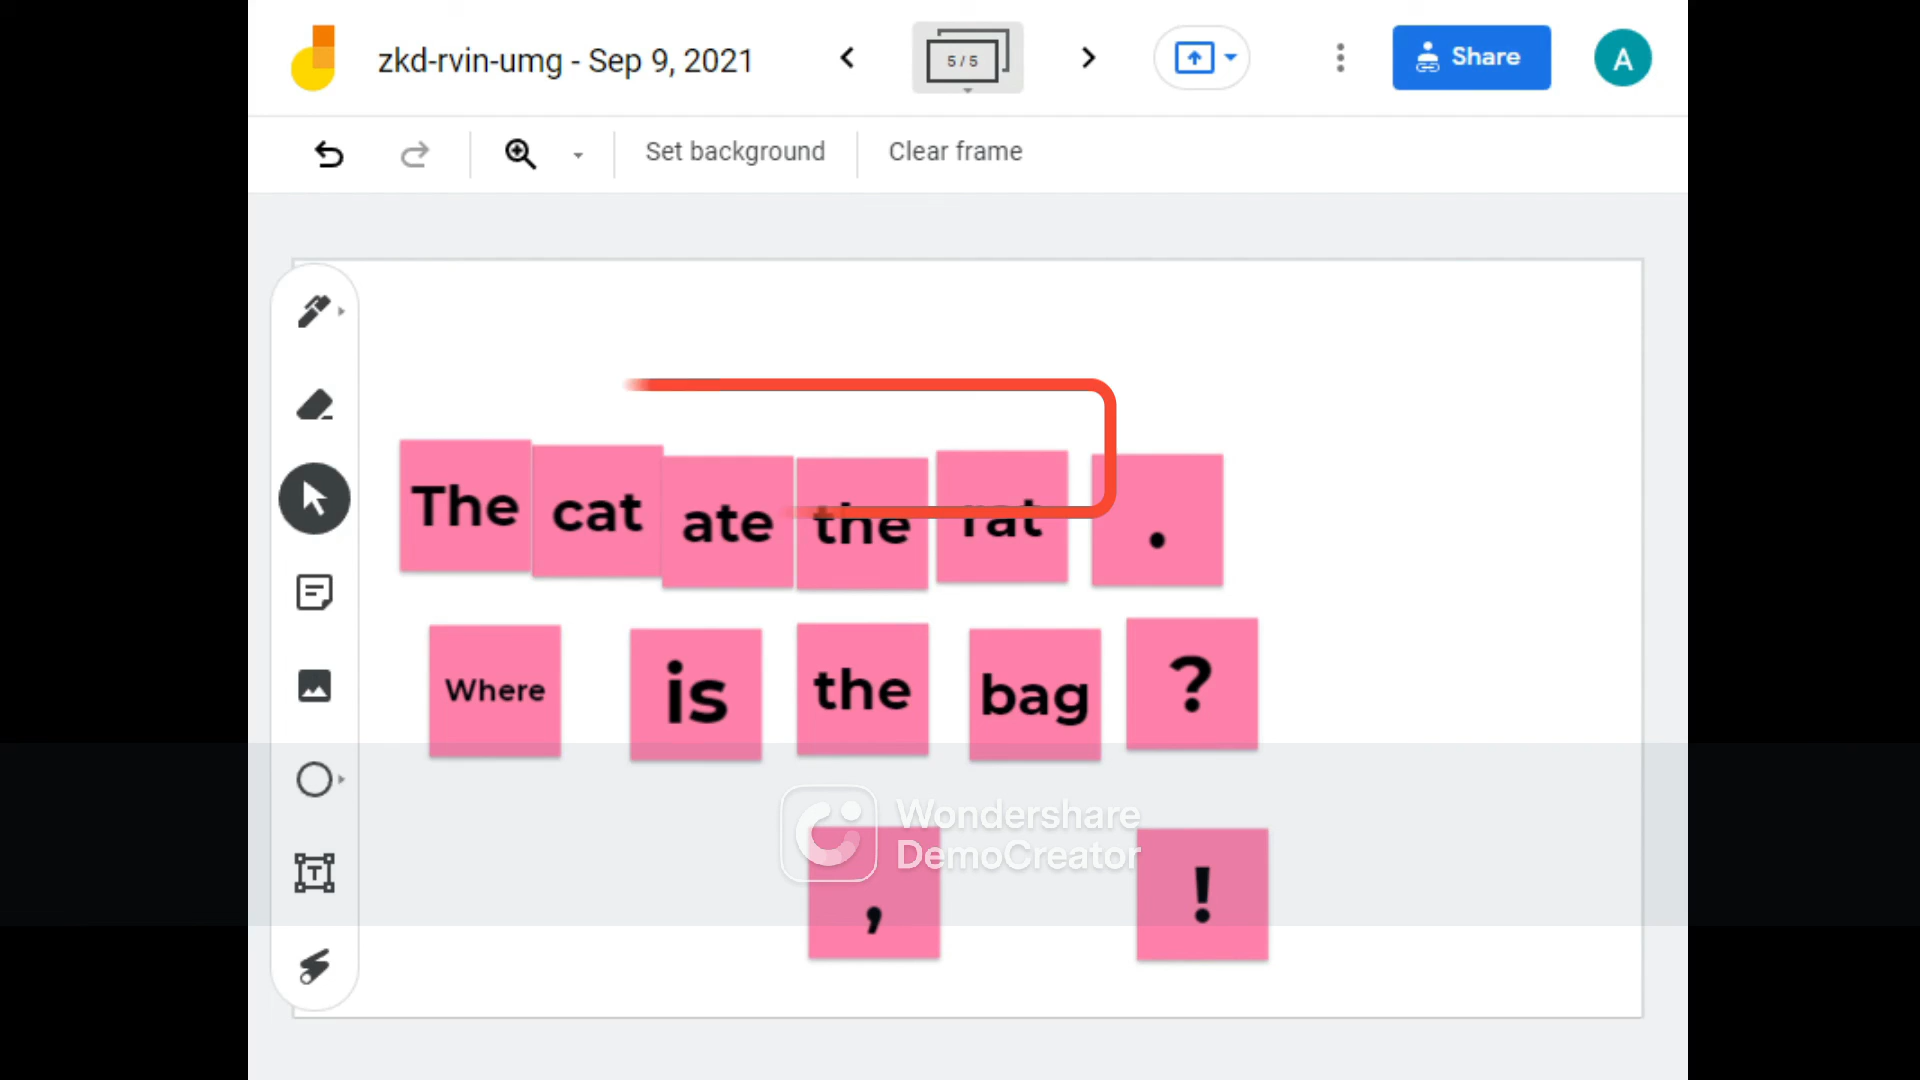 zkd-rvin-umg - Sep 9, 2021
5 / 5
Share
A
Set background
Clear frame
The cat ate the rat .
Where is the bag ?
, !
Wondershare
DemoCreator